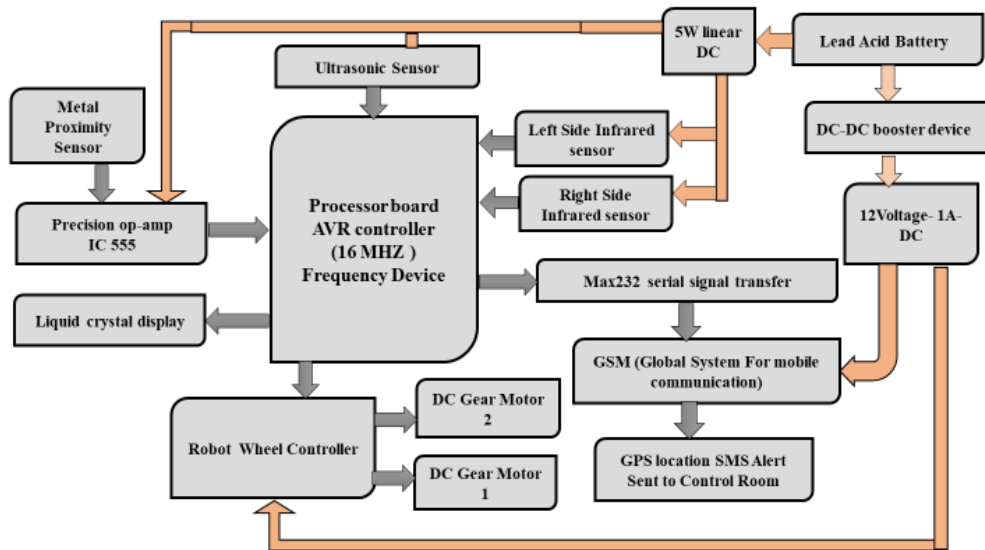 5W linear
DC
Lead Acid Battery
Ultrasonic Sensor
Metal
Proximity
Sensor
Left Side Infrared
sensor
DC-DC booster device
Right Side
Infrared sensor
Precision op-amp
IC 555
Processorboard
AVR controller
(16 MHZ )
Frequency Device
12Voltage- 1A-
DC
Max232 serial signal transfer
Liquid crystal display
GSM (Global System For mobile
communication)
DC Gear Motor
2
Robot Wheel Controller
GPS location SMS Alert
Sent to Control Room
DC Gear Motor
1